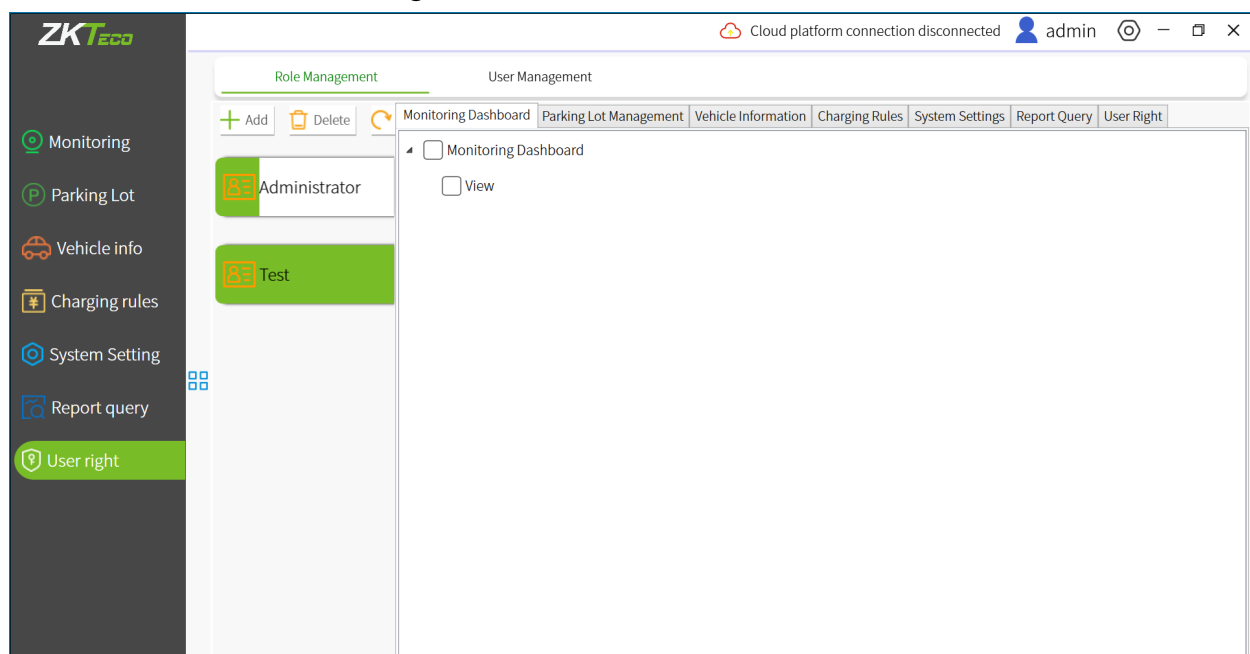 ZKTeco
Cloud platform connection disconnected admin
Role Management User Management
Add Delete Monitoring Dashboard Parking Lot Management Vehicle Information Charging Rules System Settings Report Query User Right
Monitoring
Monitoring Dashboard
View
Parking Lot
Administrator
Vehicle info
Test
Charging rules
System Setting
Report query
User right